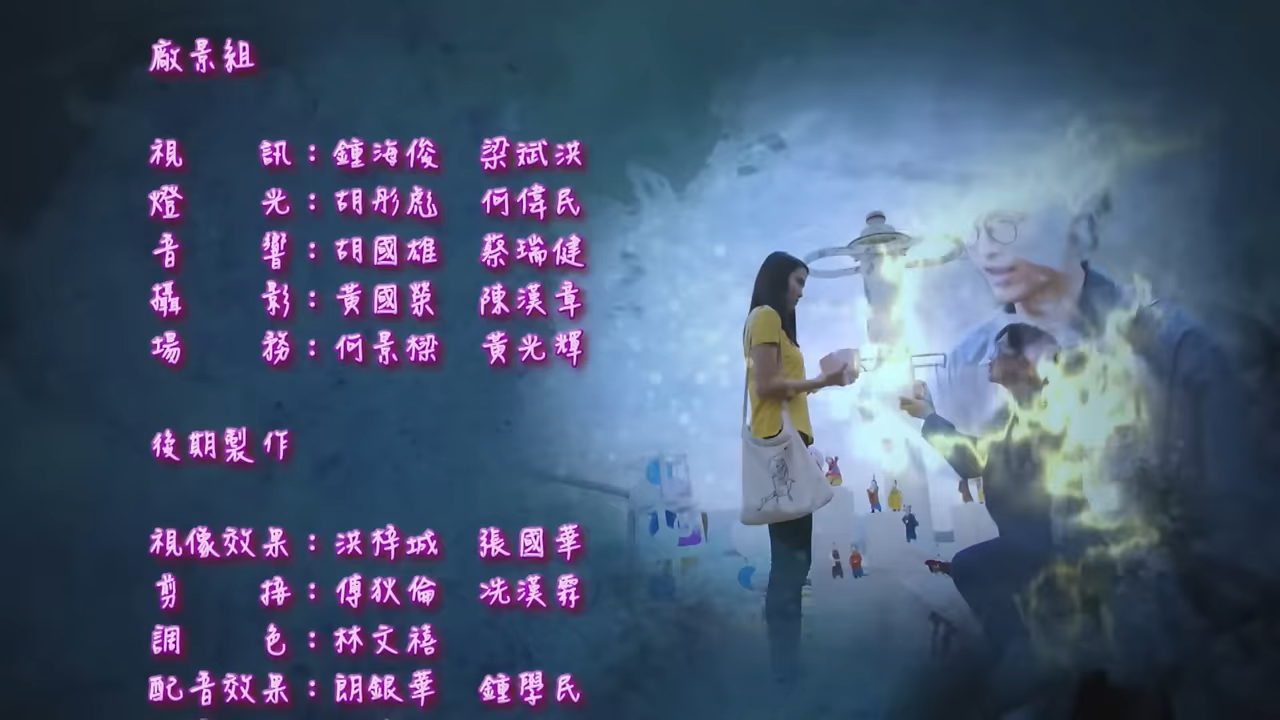 廠景組
視 訊：鍾海俊 梁斌洪
燈 光：胡彤彪 何偉民
音 響：胡國雄 蔡瑞健
攝 影：黃國榮 陳漢章
場 務：何景樑 黃光輝
後期製作
視像效果：洪梓城 張國華
剪 接：傅狄倫 冼漢霖
調 色：林文禧
配音效果：朗銀華 鍾學民